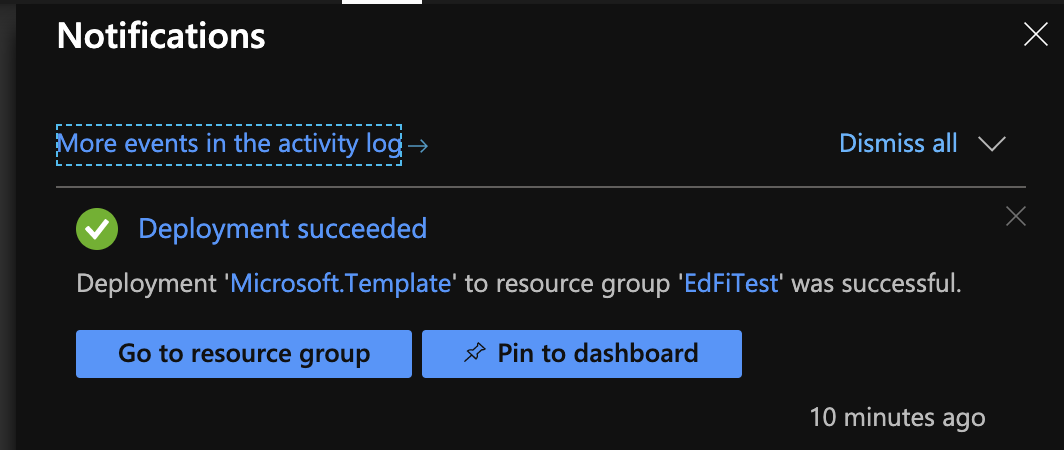 Notifications
More events in the activity log →
Dismiss all
Deployment succeeded
Deployment 'Microsoft.Template' to resource group 'EdFiTest' was successful.
Go to resource group
Pin to dashboard
10 minutes ago